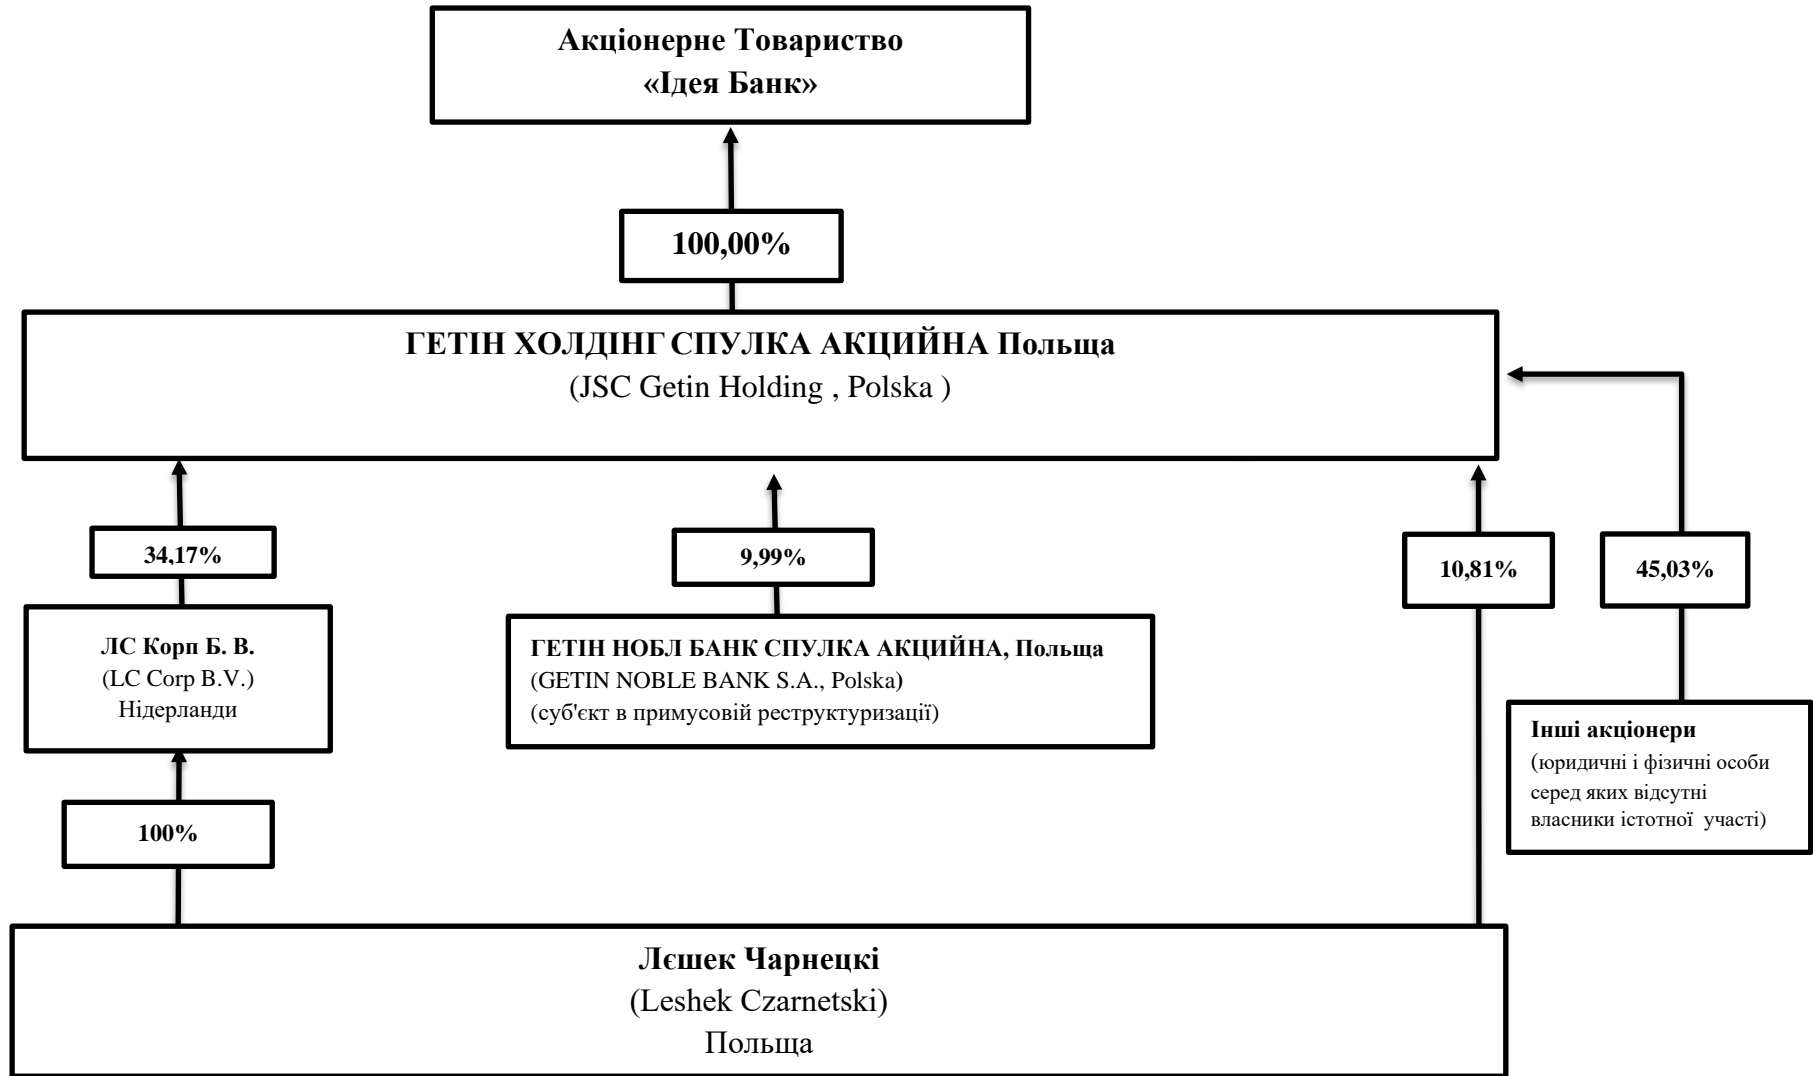 Акціонерне Товариство
«Ідея Банк»
100,00%
ГЕТІН ХОЛДІНГ СПУЛКА АКЦИЙНА Польща
(JSC Getin Holding , Polska )
34,17%
9,99%
10,81%
45,03%
ЛС Корп Б. В.
(LC Corp B.V.)
Нідерланди
ГЕТІН НОБЛ БАНК СПУЛКА АКЦИЙНА, Польща
(GETIN NOBLE BANK S.A., Polska)
(суб'єкт в примусовій реструктуризації)
Інші акціонери
(юридичні і фізичні особи
серед яких відсутні
власники істотної участі)
100%
Лєшек Чарнецкі
(Leshek Czarnetski)
Польща